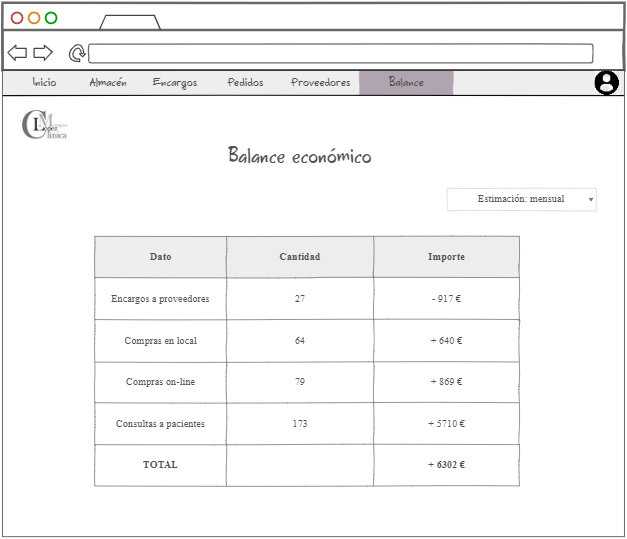 Inicio Almacén Encargos Pedidos Proveedores Balance
López
Clínica
Balance económico
Estimación: mensual
Dato Cantidad Importe
Encargos a proveedores 27 - 917 €
Compras en local 64 + 640 €
Compras on-line 79 + 869 €
Consultas a pacientes 173 + 5710 €
TOTAL + 6302 €